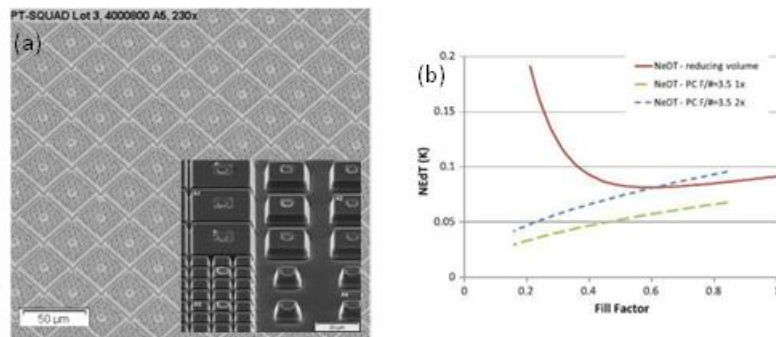 PT-SQUAD Lot 3, 4000800 A5, 230x
(a)
50 µm
(b)
NEdT (K)
0.2
0.15
0.1
0.05
0
NeDT - reducing volume
NeDT - PC F/#=3.5 1x
NeDT - PC F/#=3.5 2x
0
0.2
0.4
0.6
0.8
Fill Factor